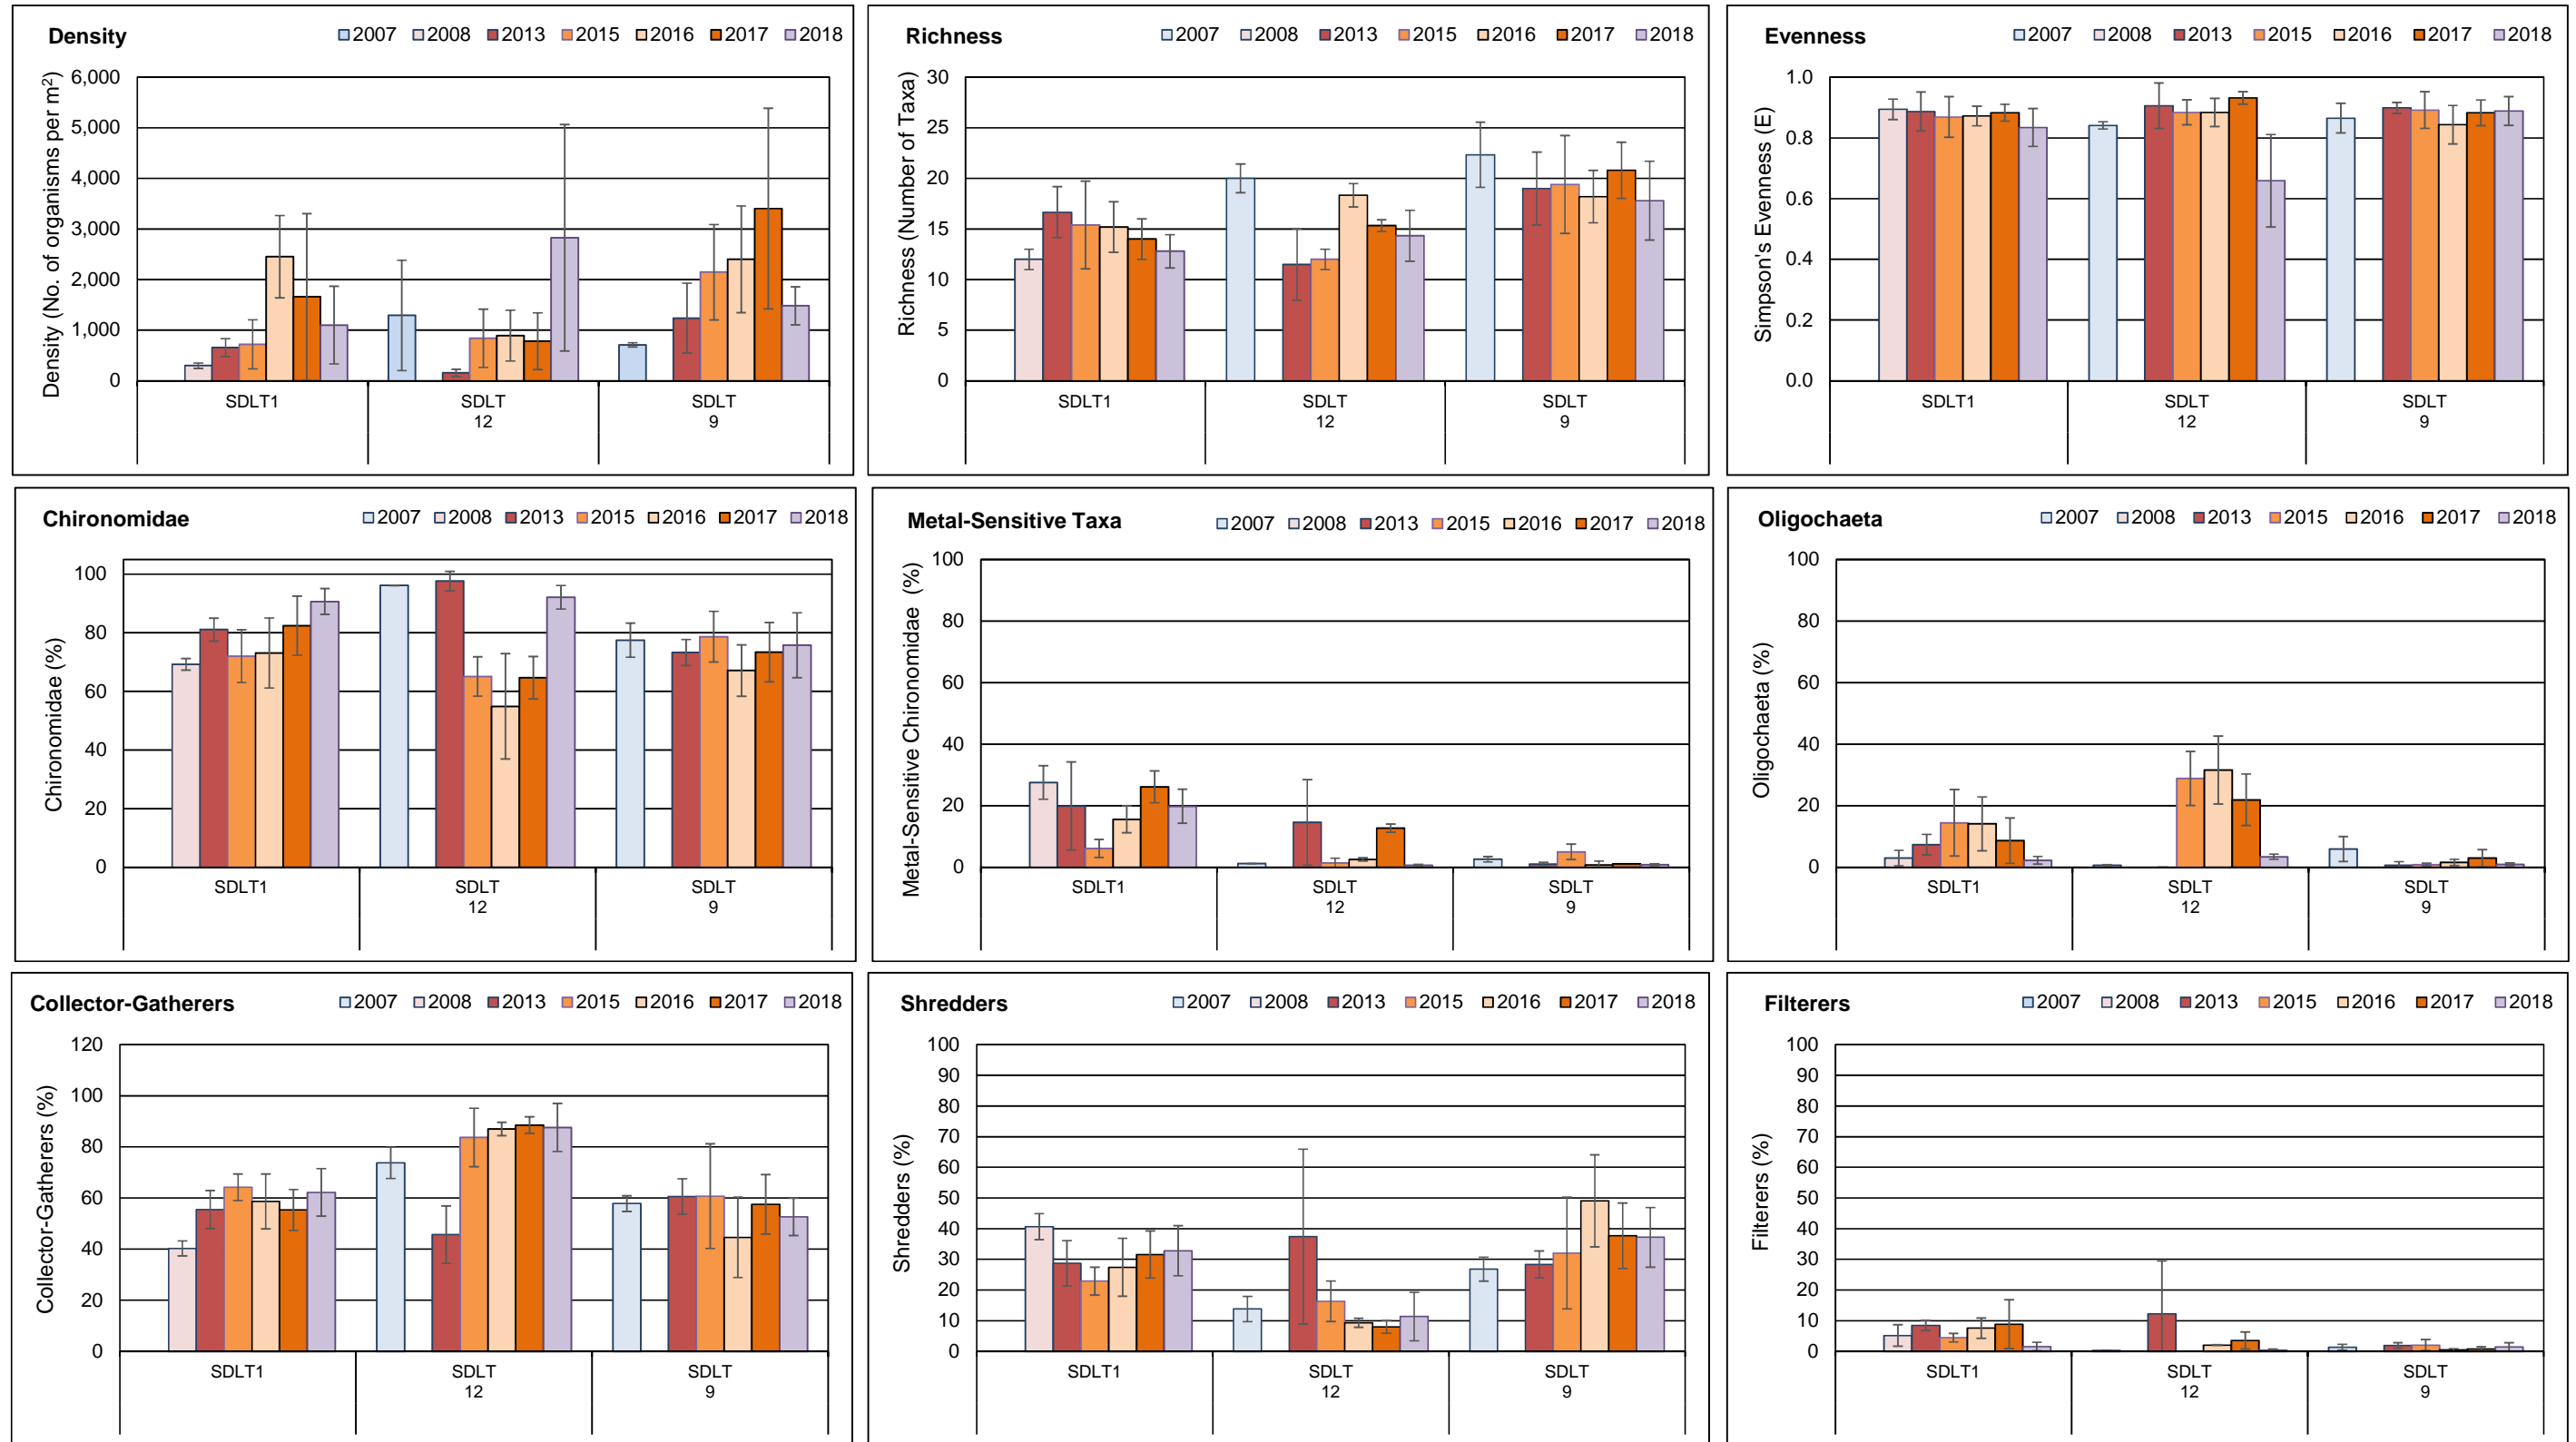 Density
2007 2008 2013 2015 2016 2017 2018
Density (No. of organisms per m²)
6,000
5,000
4,000
3,000
2,000
1,000
0
SDLT1
SDLT
12
SDLT
9
Richness
2007 2008 2013 2015 2016 2017 2018
Richness (Number of Taxa)
30
25
20
15
10
5
0
SDLT1
SDLT
12
SDLT
9
Evenness
2007 2008 2013 2015 2016 2017 2018
Simpson's Evenness (E)
1.0
0.8
0.6
0.4
0.2
0.0
SDLT1
SDLT
12
SDLT
9
Chironomidae
2007 2008 2013 2015 2016 2017 2018
Chironomidae (%)
100
80
60
40
20
0
SDLT1
SDLT
12
SDLT
9
Metal-Sensitive Taxa
2007 2008 2013 2015 2016 2017 2018
Metal-Sensitive Chironomidae (%)
100
80
60
40
20
0
SDLT1
SDLT
12
SDLT
9
Oligochaeta
2007 2008 2013 2015 2016 2017 2018
Oligochaeta (%)
100
80
60
40
20
0
SDLT1
SDLT
12
SDLT
9
Collector-Gatherers
2007 2008 2013 2015 2016 2017 2018
Collector-Gatherers (%)
120
100
80
60
40
20
0
SDLT1
SDLT
12
SDLT
9
Shredders
2007 2008 2013 2015 2016 2017 2018
Shredders (%)
100
90
80
70
60
50
40
30
20
10
0
SDLT1
SDLT
12
SDLT
9
Filterers
2007 2008 2013 2015 2016 2017 2018
Filterers (%)
100
90
80
70
60
50
40
30
20
10
0
SDLT1
SDLT
12
SDLT
9